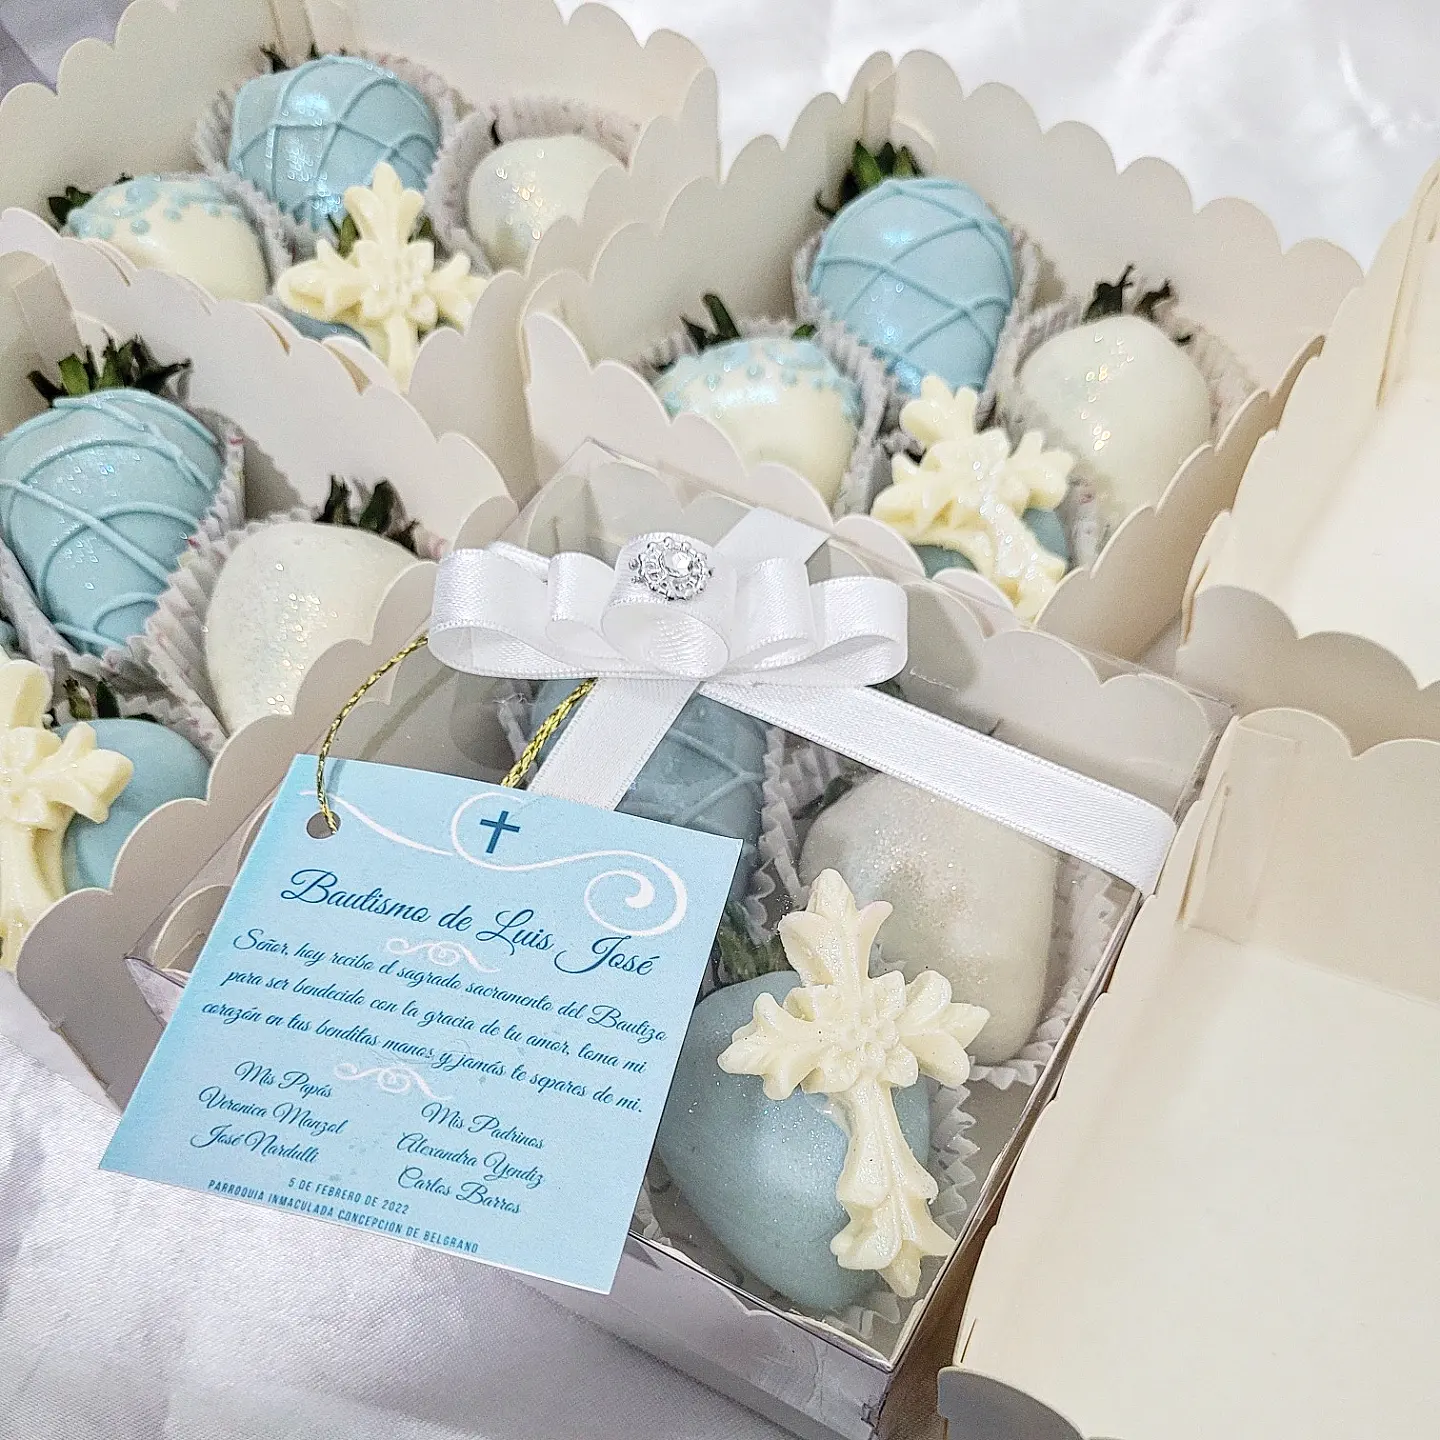 Bautismo de Luis José
Señor, hoy recibo el sagrado sacramento del Bautizo
para ser bendecido con la gracia de tu amor, toma mi
corazón en tus benditas manos y jamás te separes de mi.
Mis Papás
Veronica Manzol
José Nardulli
Mis Padrinos
Alexandra Yendiz
Carlos Barros
5 DE FEBRERO DE 2022
PARROQUIA INMACULADA CONCEPCION DE BELGRANO